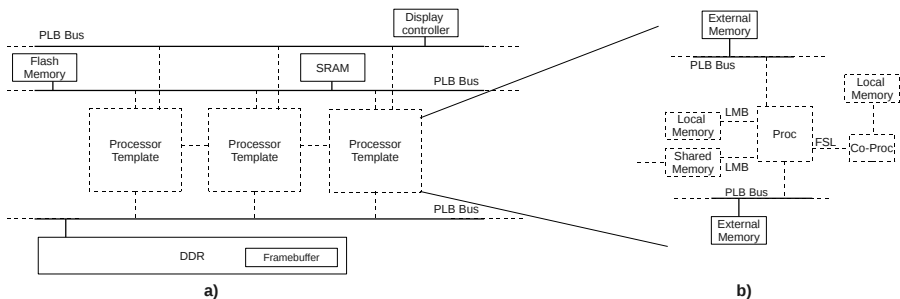 PLB Bus
Display
controller
Flash
Memory
SRAM
PLB Bus
Processor
Template
Processor
Template
Processor
Template
PLB Bus
DDR
Framebuffer
a)
External
Memory
PLB Bus
Local
Memory
Local
Memory
LMB
Proc
FSL
Co-Proc
Shared
Memory
LMB
PLB Bus
External
Memory
b)